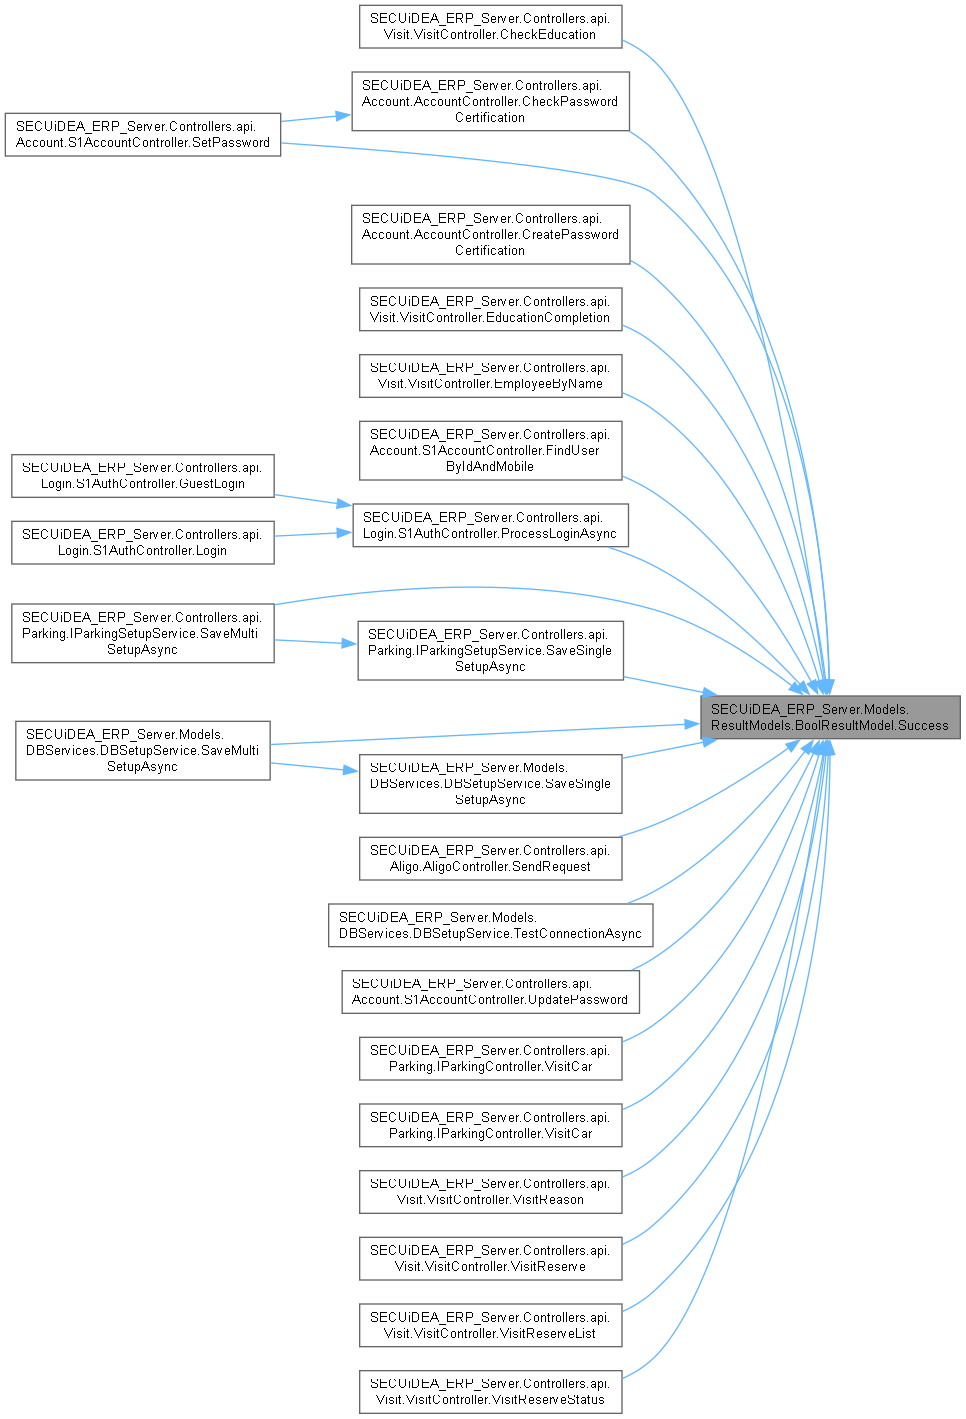 SECUiDEA_ERP_Server.Controllers.api.
Visit.VisitController.CheckEducation
SECUiDEA_ERP_Server.Controllers.api.
Account.AccountController.CheckPassword
Certification
SECUiDEA_ERP_Server.Controllers.api.
Account.S1AccountController.SetPassword
SECUiDEA_ERP_Server.Controllers.api.
Account.AccountController.CreatePassword
Certification
SECUiDEA_ERP_Server.Controllers.api.
Visit.VisitController.EducationCompletion
SECUiDEA_ERP_Server.Controllers.api.
Visit.VisitController.EmployeeByName
SECUiDEA_ERP_Server.Controllers.api.
Account.S1AccountController.FindUser
ByIdAndMobile
SECUiDEA_ERP_Server.Controllers.api.
Login.S1AuthController.GuestLogin
SECUiDEA_ERP_Server.Controllers.api.
Login.S1AuthController.ProcessLoginAsync
SECUiDEA_ERP_Server.Controllers.api.
Login.S1AuthController.Login
SECUiDEA_ERP_Server.Controllers.api.
Parking.IParkingSetupService.SaveMulti
SetupAsync
SECUiDEA_ERP_Server.Controllers.api.
Parking.IParkingSetupService.SaveSingle
SetupAsync
SECUiDEA_ERP_Server.Models.
ResultModels.BoolResultModel.Success
SECUiDEA_ERP_Server.Models.
DBServices.DBSetupService.SaveMulti
SetupAsync
SECUiDEA_ERP_Server.Models.
DBServices.DBSetupService.SaveSingle
SetupAsync
SECUiDEA_ERP_Server.Controllers.api.
Aligo.AligoController.SendRequest
SECUiDEA_ERP_Server.Models.
DBServices.DBSetupService.TestConnectionAsync
SECUiDEA_ERP_Server.Controllers.api.
Account.S1AccountController.UpdatePassword
SECUiDEA_ERP_Server.Controllers.api.
Parking.IParkingController.VisitCar
SECUiDEA_ERP_Server.Controllers.api.
Parking.IParkingController.VisitCar
SECUiDEA_ERP_Server.Controllers.api.
Visit.VisitController.VisitReason
SECUiDEA_ERP_Server.Controllers.api.
Visit.VisitController.VisitReserve
SECUiDEA_ERP_Server.Controllers.api.
Visit.VisitController.VisitReserveList
SECUiDEA_ERP_Server.Controllers.api.
Visit.VisitController.VisitReserveStatus